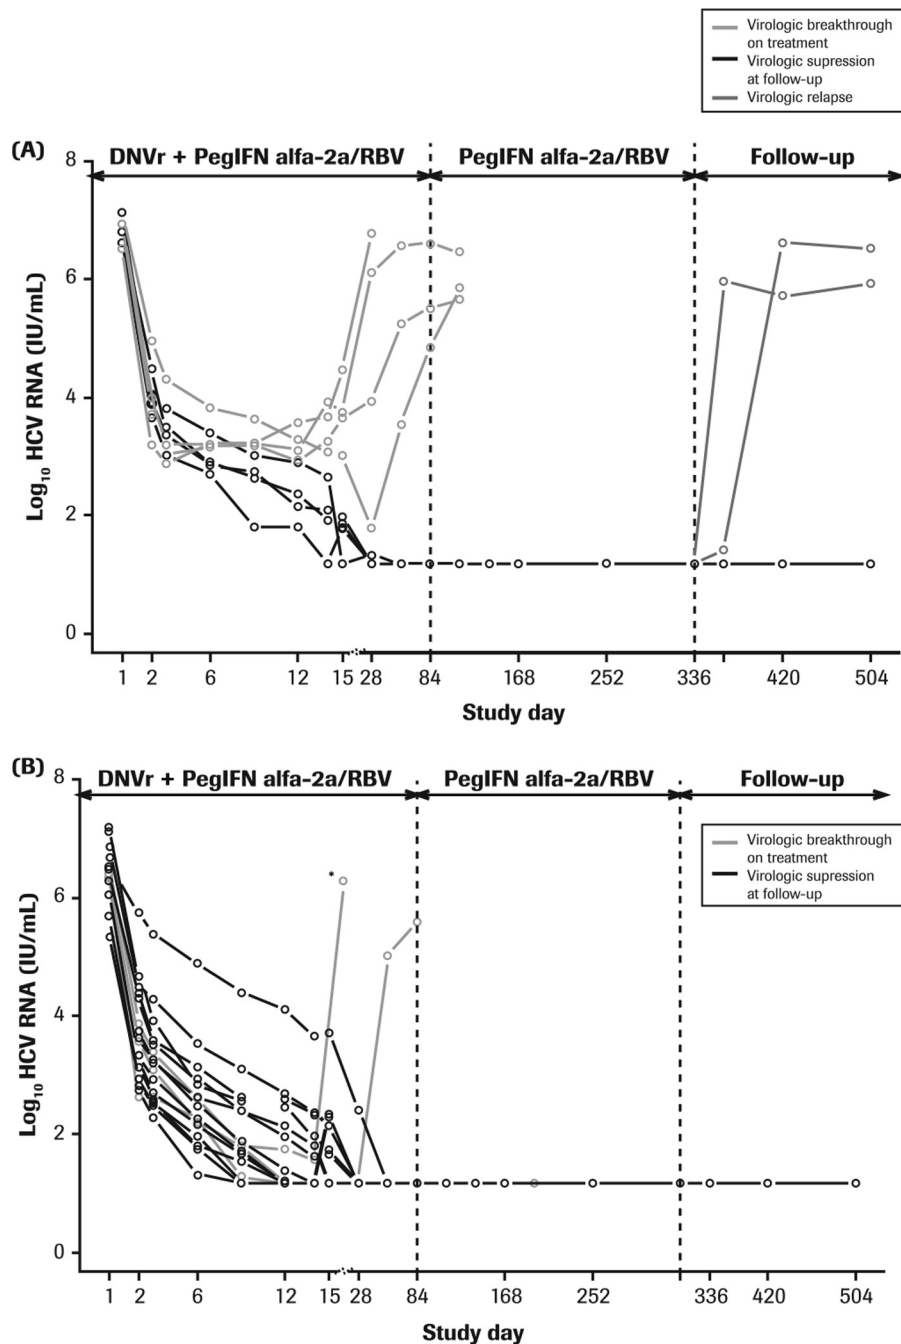 Virologic breakthrough
on treatment
Virologic supression
at follow-up
Virologic relapse
(A)
DNVr + PegIFN alfa-2a/RBV
PegIFN alfa-2a/RBV
Follow-up
Log10 HCV RNA (IU/mL)
8
6
4
2
0
1 2 6 12 15 28 84 168 252 336 420 504
Study day
(B)
DNVr + PegIFN alfa-2a/RBV
PegIFN alfa-2a/RBV
Follow-up
Virologic breakthrough
on treatment
Virologic supression
at follow-up
*
Log10 HCV RNA (IU/mL)
8
6
4
2
0
1 2 6 12 15 28 84 168 252 336 420 504
Study day